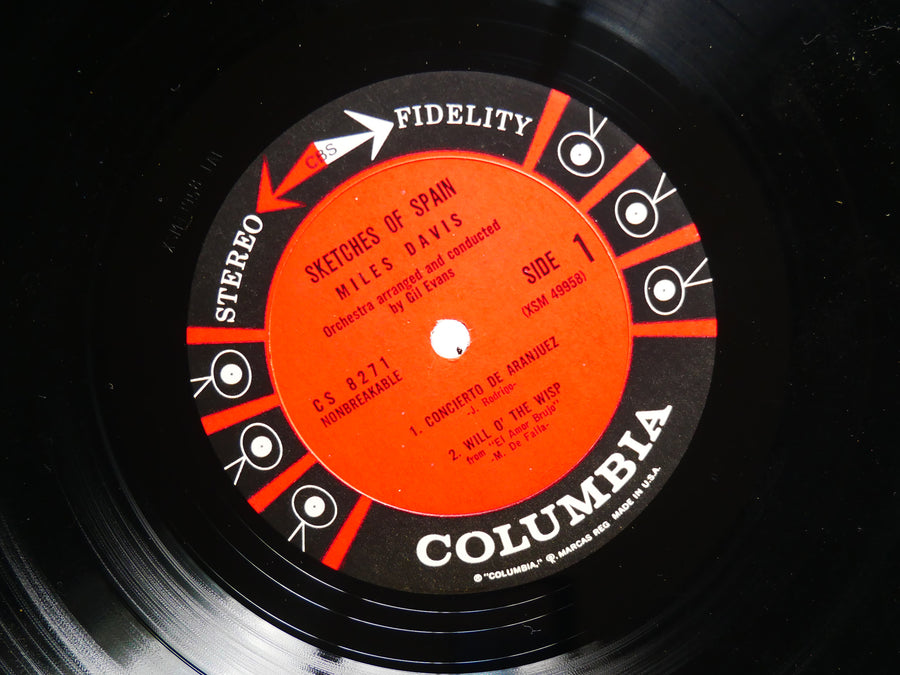 STEREO
CBS
FIDELITY
SKETCHES OF SPAIN
MILES DAVIS
Orchestra arranged and conducted
by Gil Evans
SIDE 1
(XSM 49958)
CS 8271
NONBREAKABLE
1. CONCIERTO DE ARANJUEZ
-J. Rodrigo-
2. WILL O' THE WISP
from "El Amor Brujo"
-M. De Falla-
COLUMBIA
® "COLUMBIA," ℗, MARCAS REG MADE IN U.S.A.